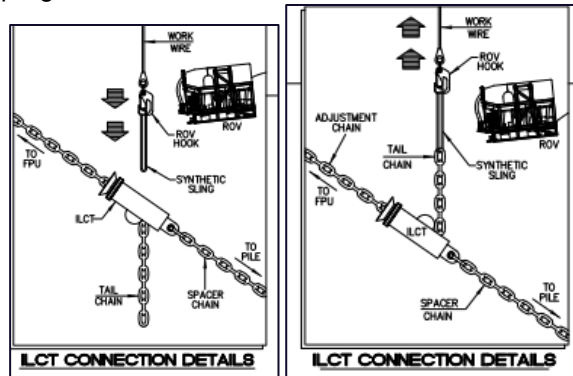 WORK
WIRE
ROV
HOOK
ROV
TO
FPU
SYNTHETIC
SLING
ILCT
TO
PILE
TAIL
CHAIN
SPACER
CHAIN
ILCT CONNECTION DETAILS
WORK
WIRE
ROV
HOOK
ADJUSTMENT
CHAIN
ROV
TAIL
CHAIN
SYNTHETIC
SLING
TO
FPU
ILCT
TO
PILE
SPACER
CHAIN
ILCT CONNECTION DETAILS